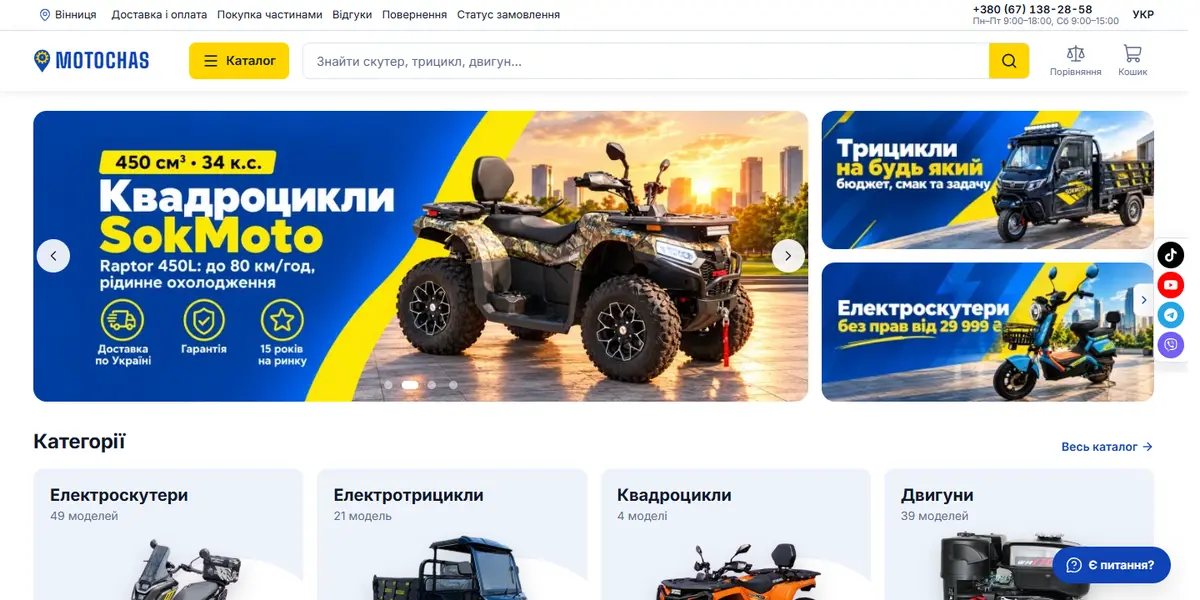 Вінниця
Доставка і оплата
Покупка частинами
Відгуки
Повернення
Статус замовлення
+380 (67) 138-28-58
Пн–Пт 9:00–18:00, Сб 9:00–15:00
УКР
MOTOCHAS
Каталог
Знайти скутер, трицикл, двигун...
Порівняння
Кошик
450 см³ • 34 к.с.
Квадроцикли
SokMoto
Raptor 450L: до 80 км/год,
рідинне охолодження
Доставка
по Україні
Гарантія
15 років
на ринку
Трицикли
на будь який
бюджет, смак та задачу
Електроскутери
без прав від 29 999 ₴
Категорії
Весь каталог
Електроскутери
49 моделей
Електротрицикли
21 модель
Квадроцикли
4 моделі
Двигуни
39 моделей
Є питання?